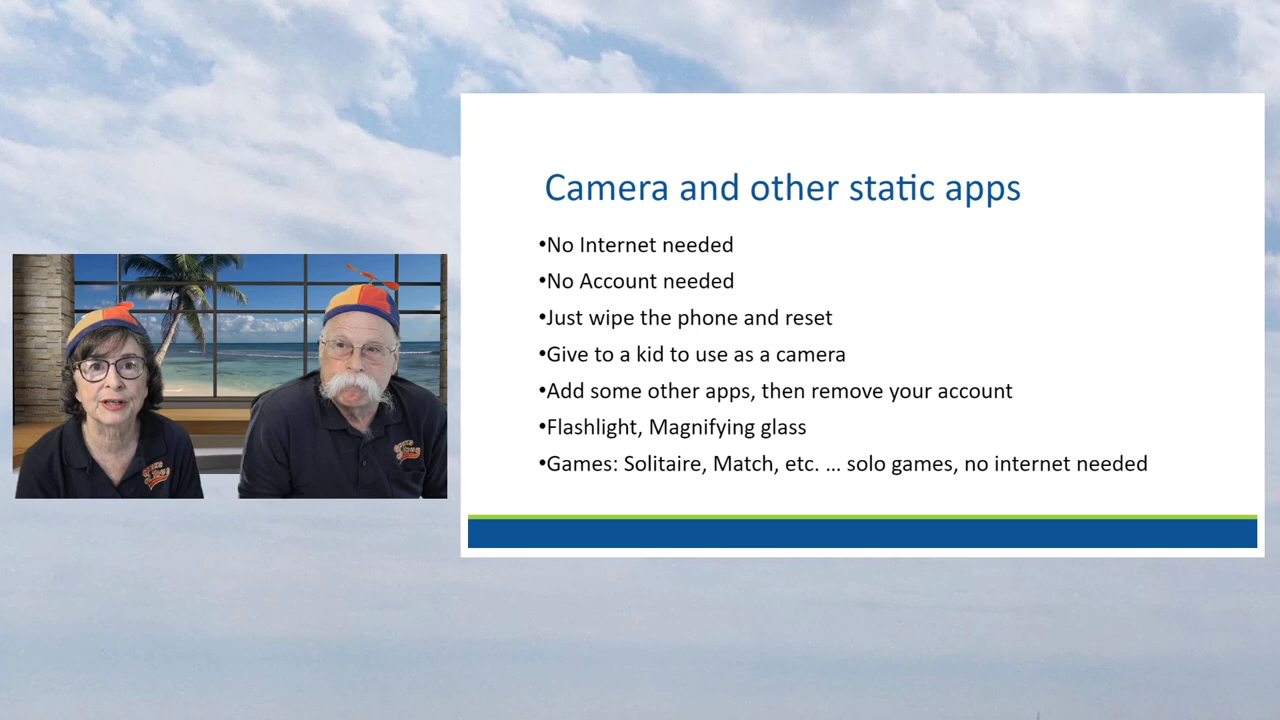 Camera and other static apps
•No Internet needed
•No Account needed
•Just wipe the phone and reset
•Give to a kid to use as a camera
•Add some other apps, then remove your account
•Flashlight, Magnifying glass
•Games: Solitaire, Match, etc. … solo games, no internet needed